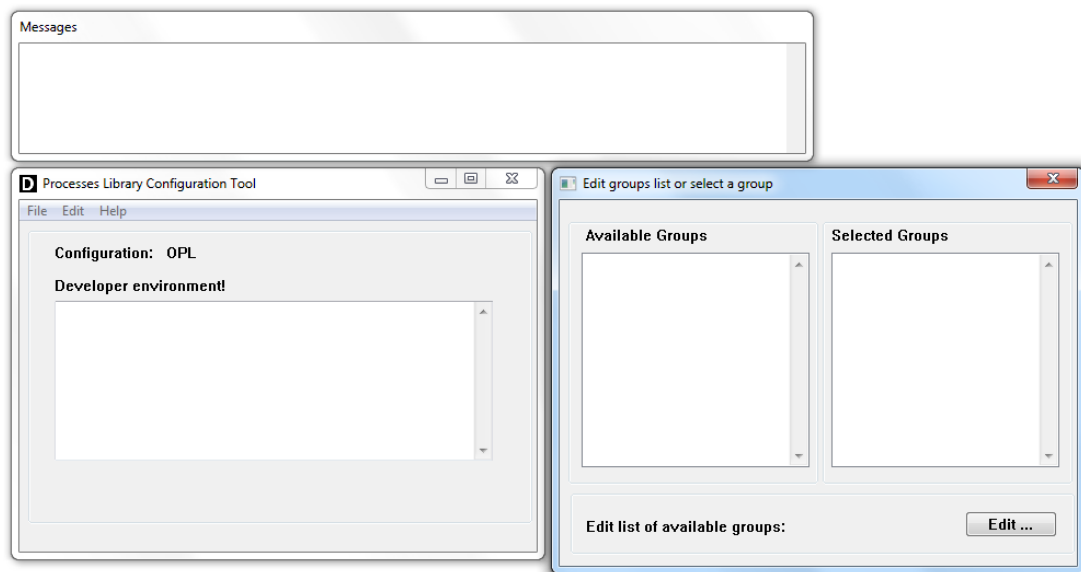 Messages
D Processes Library Configuration Tool
File Edit Help
Configuration: OPL
Developer environment!
Edit groups list or select a group
Available Groups
Selected Groups
Edit list of available groups:
Edit ...